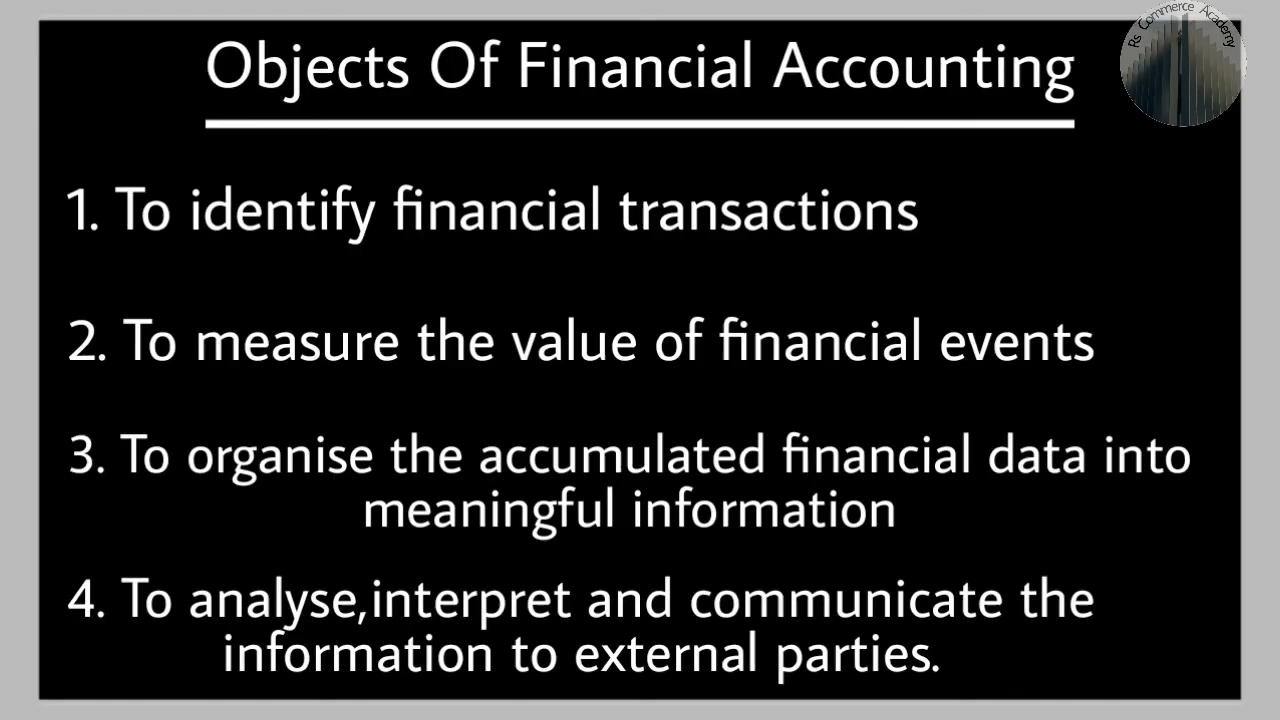 Rs Commerce Academy
Objects Of Financial Accounting
1. To identify financial transactions
2. To measure the value of financial events
3. To organise the accumulated financial data into
meaningful information
4. To analyse,interpret and communicate the
information to external parties.